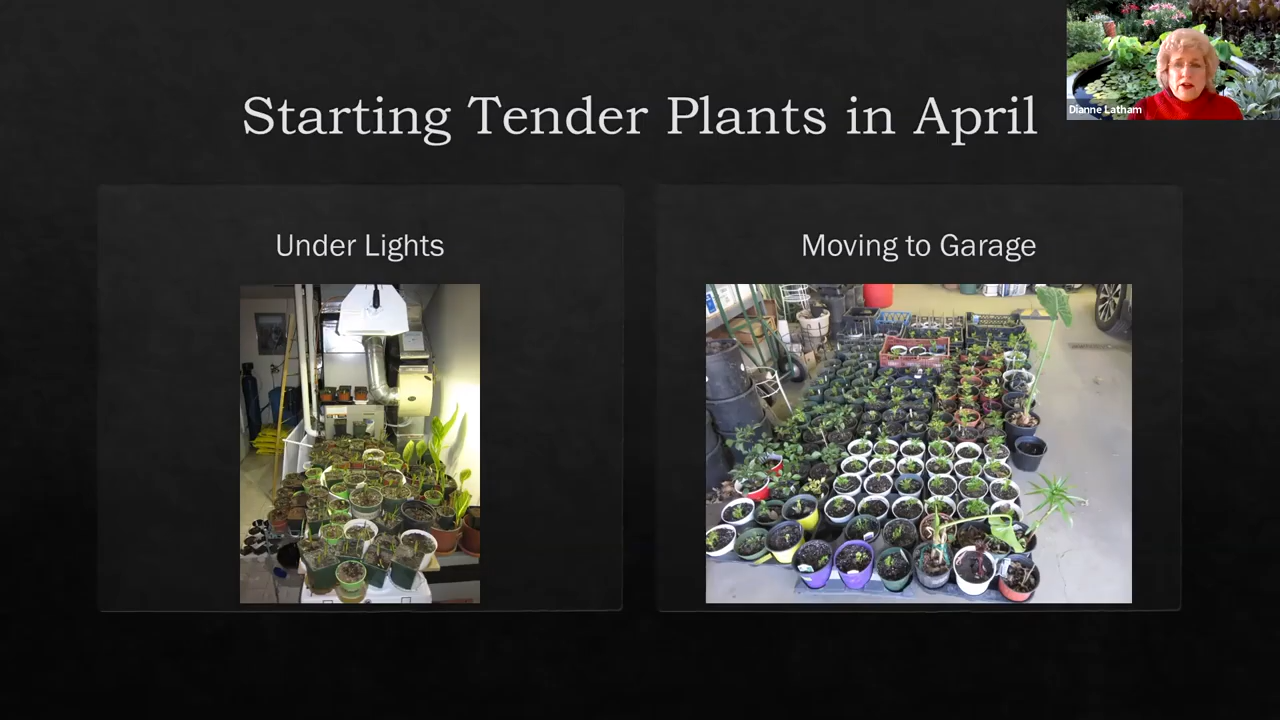 Starting Tender Plants in April
Dianne Latham
Under Lights
Moving to Garage